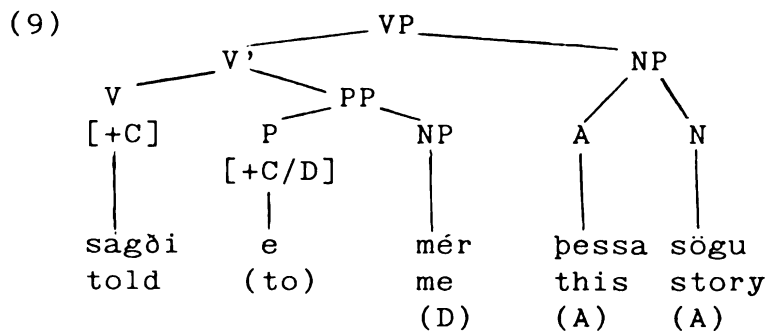 (9) VP
V' NP
V PP
[+C] P NP A N
[+C/D]
sagði e mér þessa sögu
told (to) me this story
(D) (A) (A)